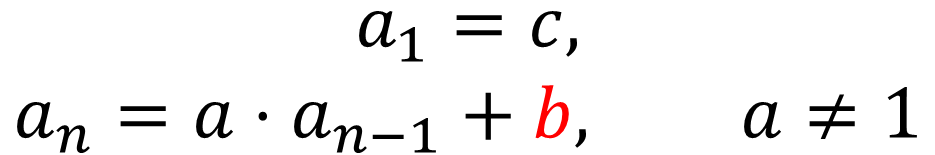 a₁ = c,
aₙ = a · aₙ₋₁ + b, a ≠ 1